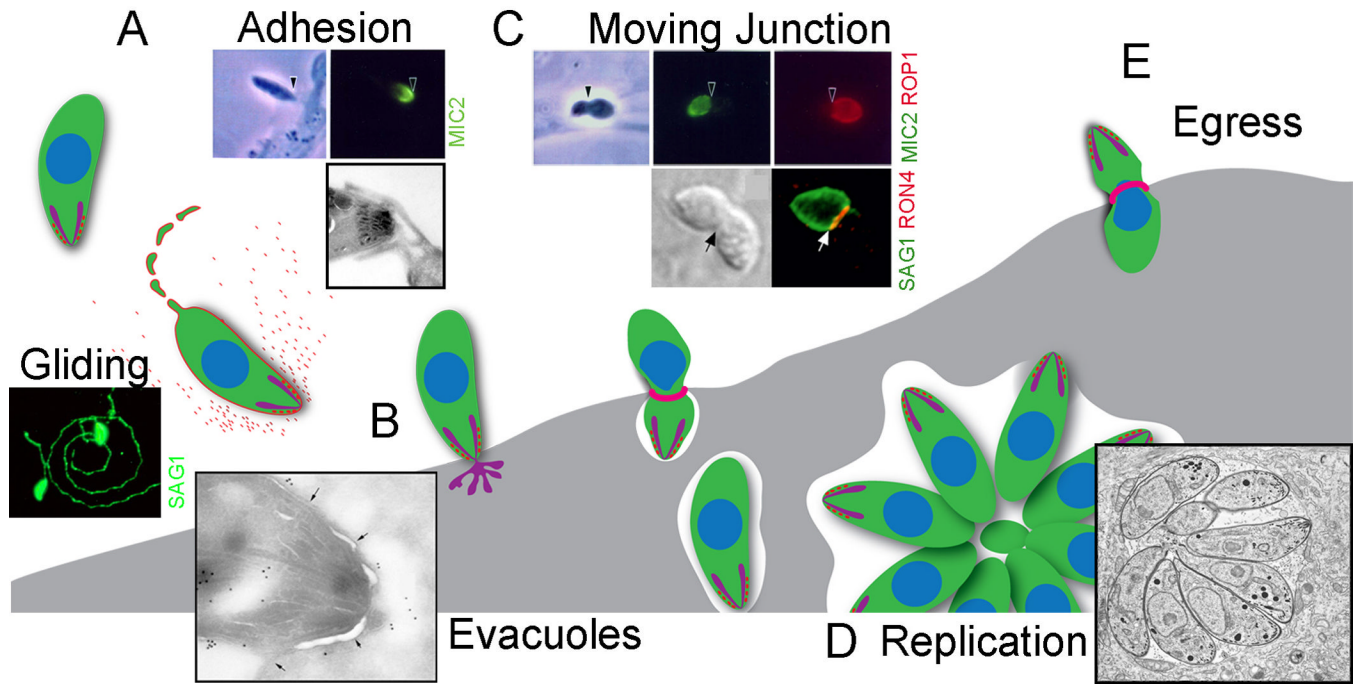 A
Adhesion
MIC2
C
Moving Junction
MIC2 ROP1
SAG1 RON4
E
Egress
Gliding
SAG1
B
Evacuoles
D
Replication